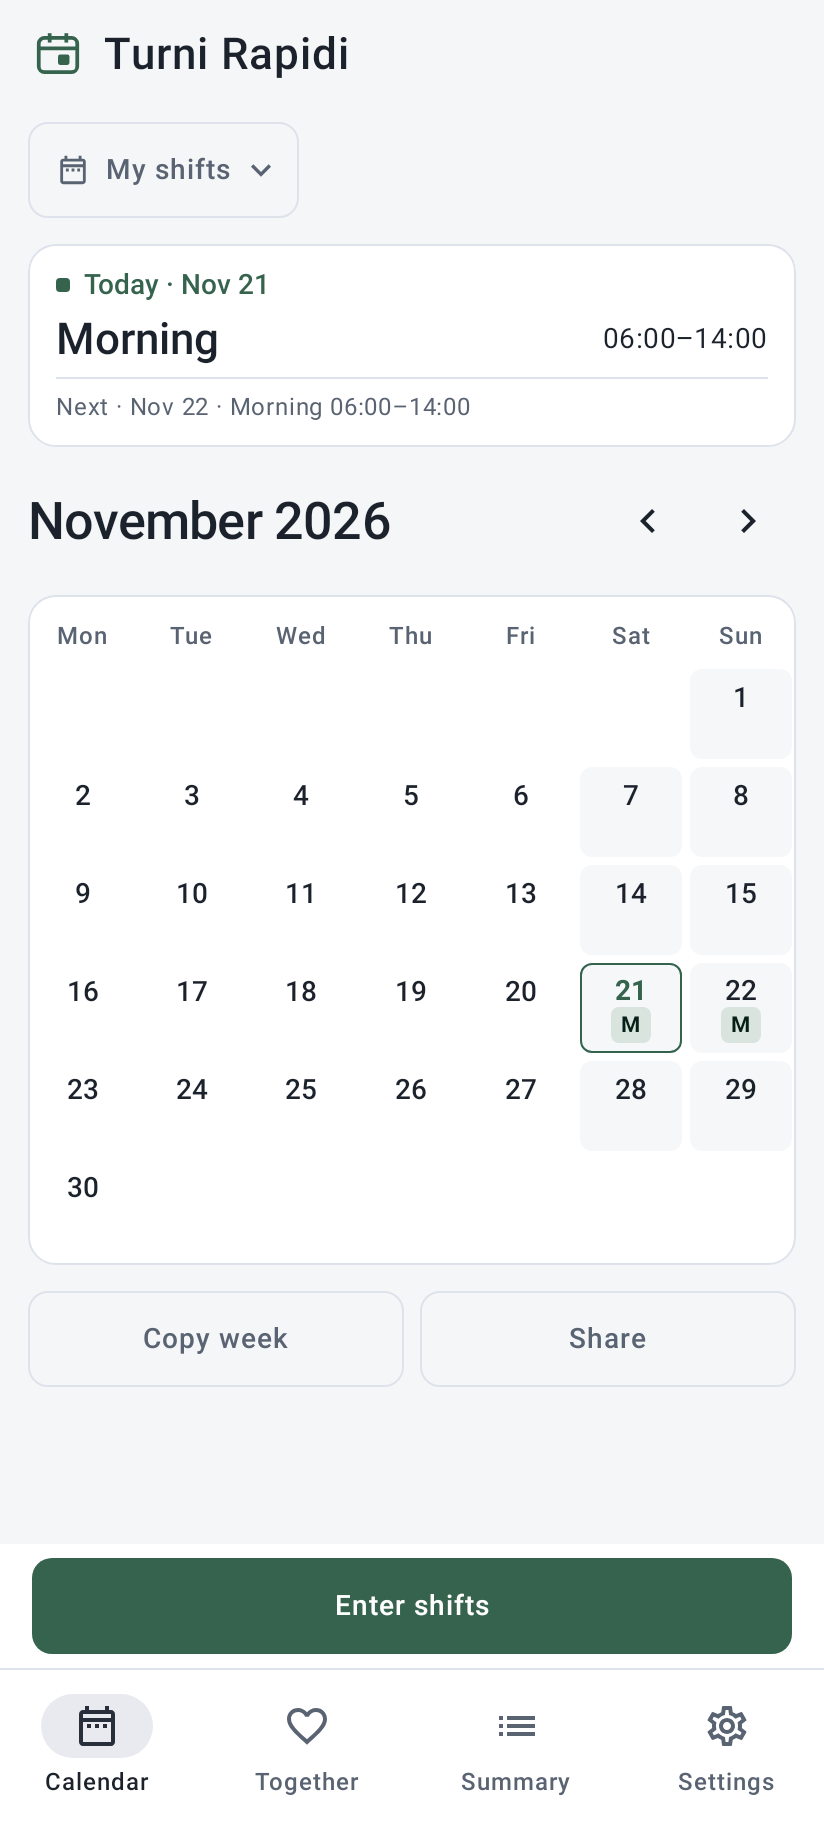 Turni Rapidi
My shifts
Today · Nov 21
Morning 06:00–14:00
Next · Nov 22 · Morning 06:00–14:00
November 2026
Mon Tue Wed Thu Fri Sat Sun
1
2 3 4 5 6 7 8
9 10 11 12 13 14 15
16 17 18 19 20 21 22
M M
23 24 25 26 27 28 29
30
Copy week Share
Enter shifts
Calendar Together Summary Settings